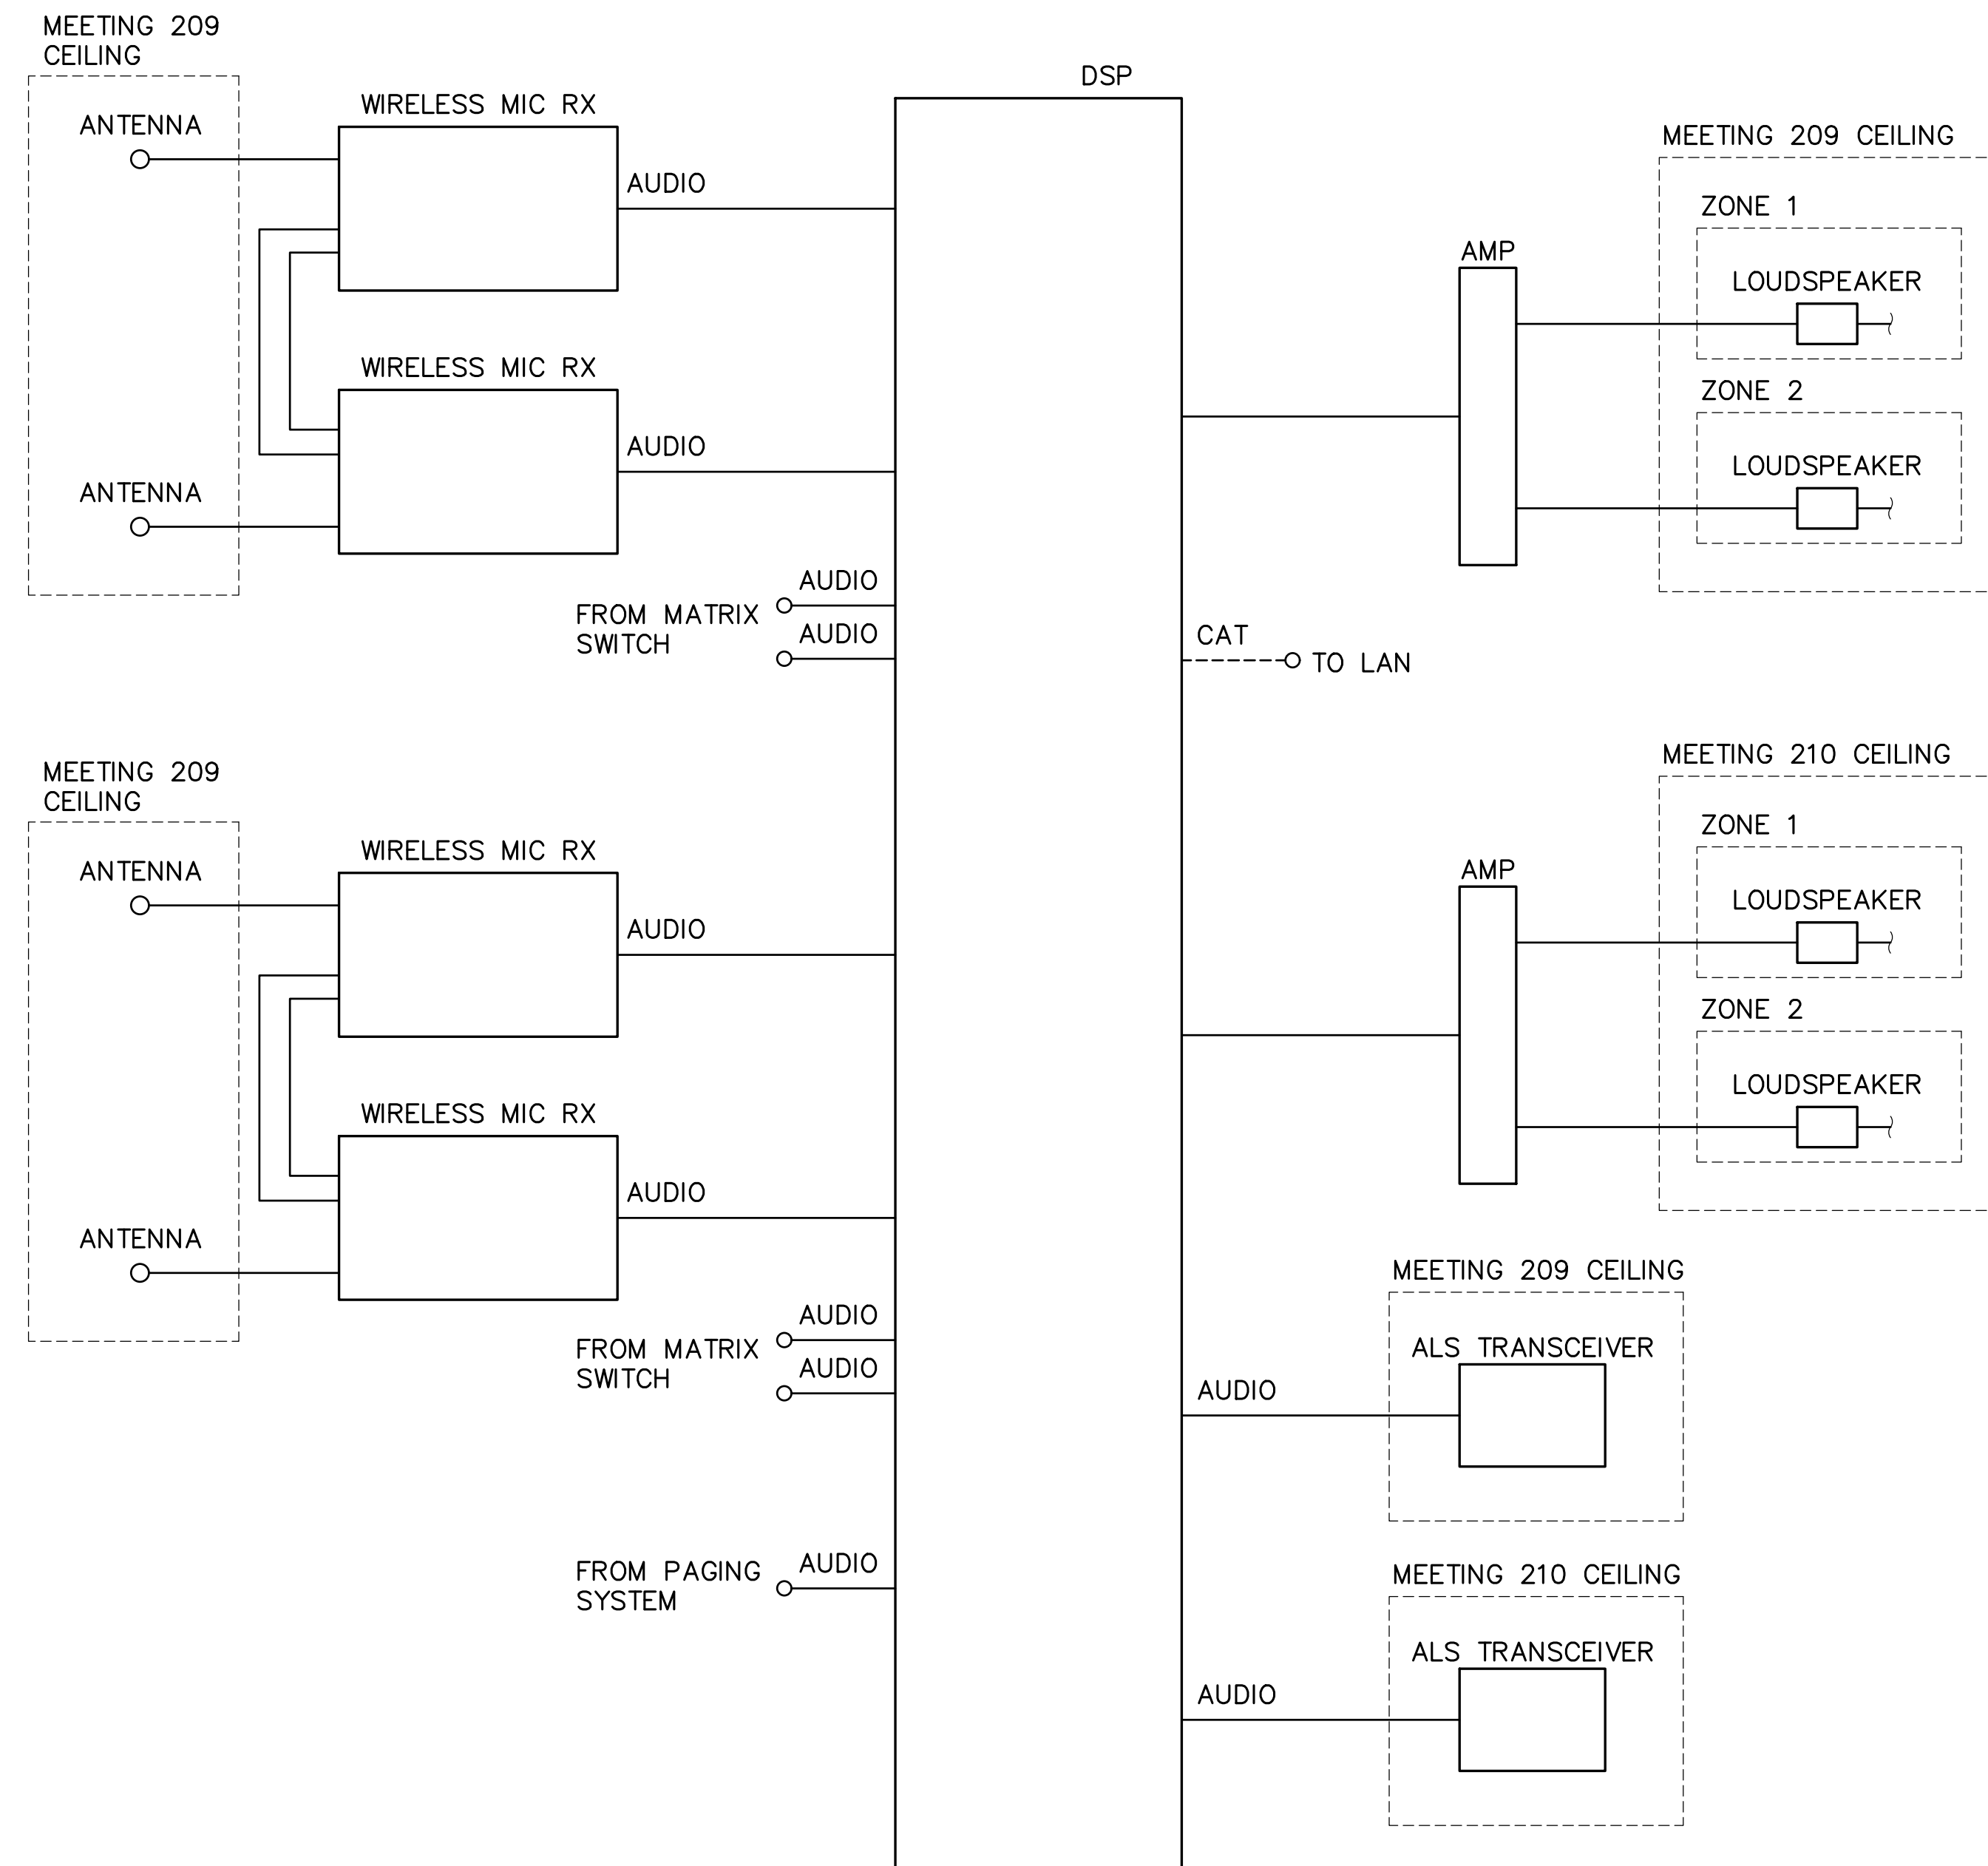 MEETING 209
CEILING
ANTENNA
WIRELESS MIC RX
AUDIO
WIRELESS MIC RX
AUDIO
ANTENNA
AUDIO
FROM MATRIX
SWITCH
AUDIO
MEETING 209
CEILING
ANTENNA
WIRELESS MIC RX
AUDIO
WIRELESS MIC RX
AUDIO
ANTENNA
AUDIO
FROM MATRIX
SWITCH
AUDIO
FROM PAGING
SYSTEM
AUDIO
DSP
AMP
MEETING 209 CEILING
ZONE 1
LOUDSPEAKER
ZONE 2
LOUDSPEAKER
CAT
TO LAN
AMP
MEETING 210 CEILING
ZONE 1
LOUDSPEAKER
ZONE 2
LOUDSPEAKER
MEETING 209 CEILING
ALS TRANSCEIVER
AUDIO
MEETING 210 CEILING
ALS TRANSCEIVER
AUDIO